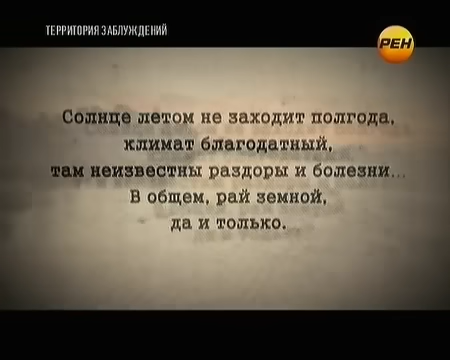 ТЕРРИТОРИЯ ЗАБЛУЖДЕНИЙ
РЕН
Солнце летом не заходит полгода,
климат благодатный,
там неизвестны раздоры и болезни...
В общем, рай земной,
да и только.